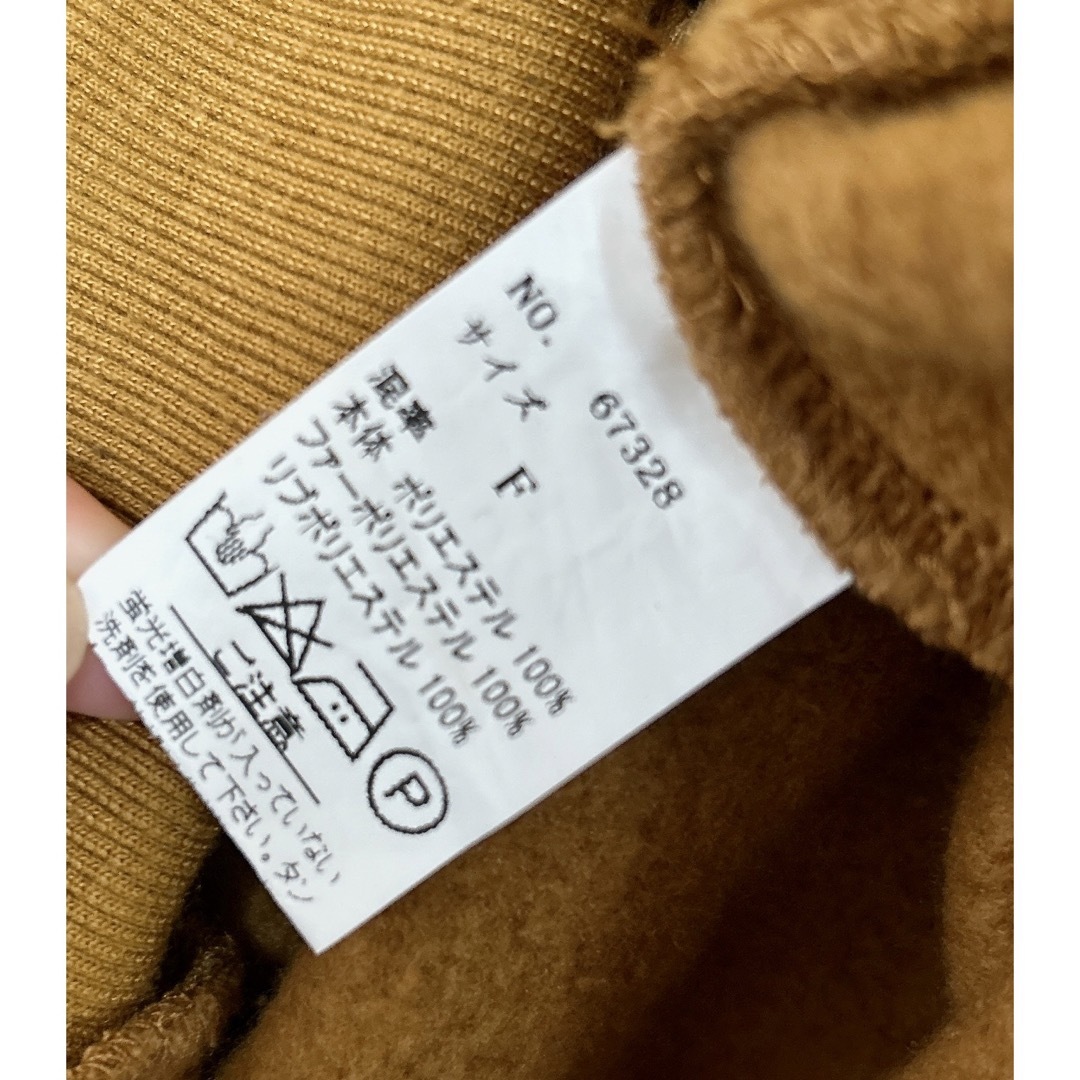 NO. 67328
サイズ F
混率
本体 ポリエステル 100%
ファーポリエステル 100%
リブポリエステル 100%
P
ご注意
蛍光増白剤が入っていない
洗剤を使用して下さい。タン